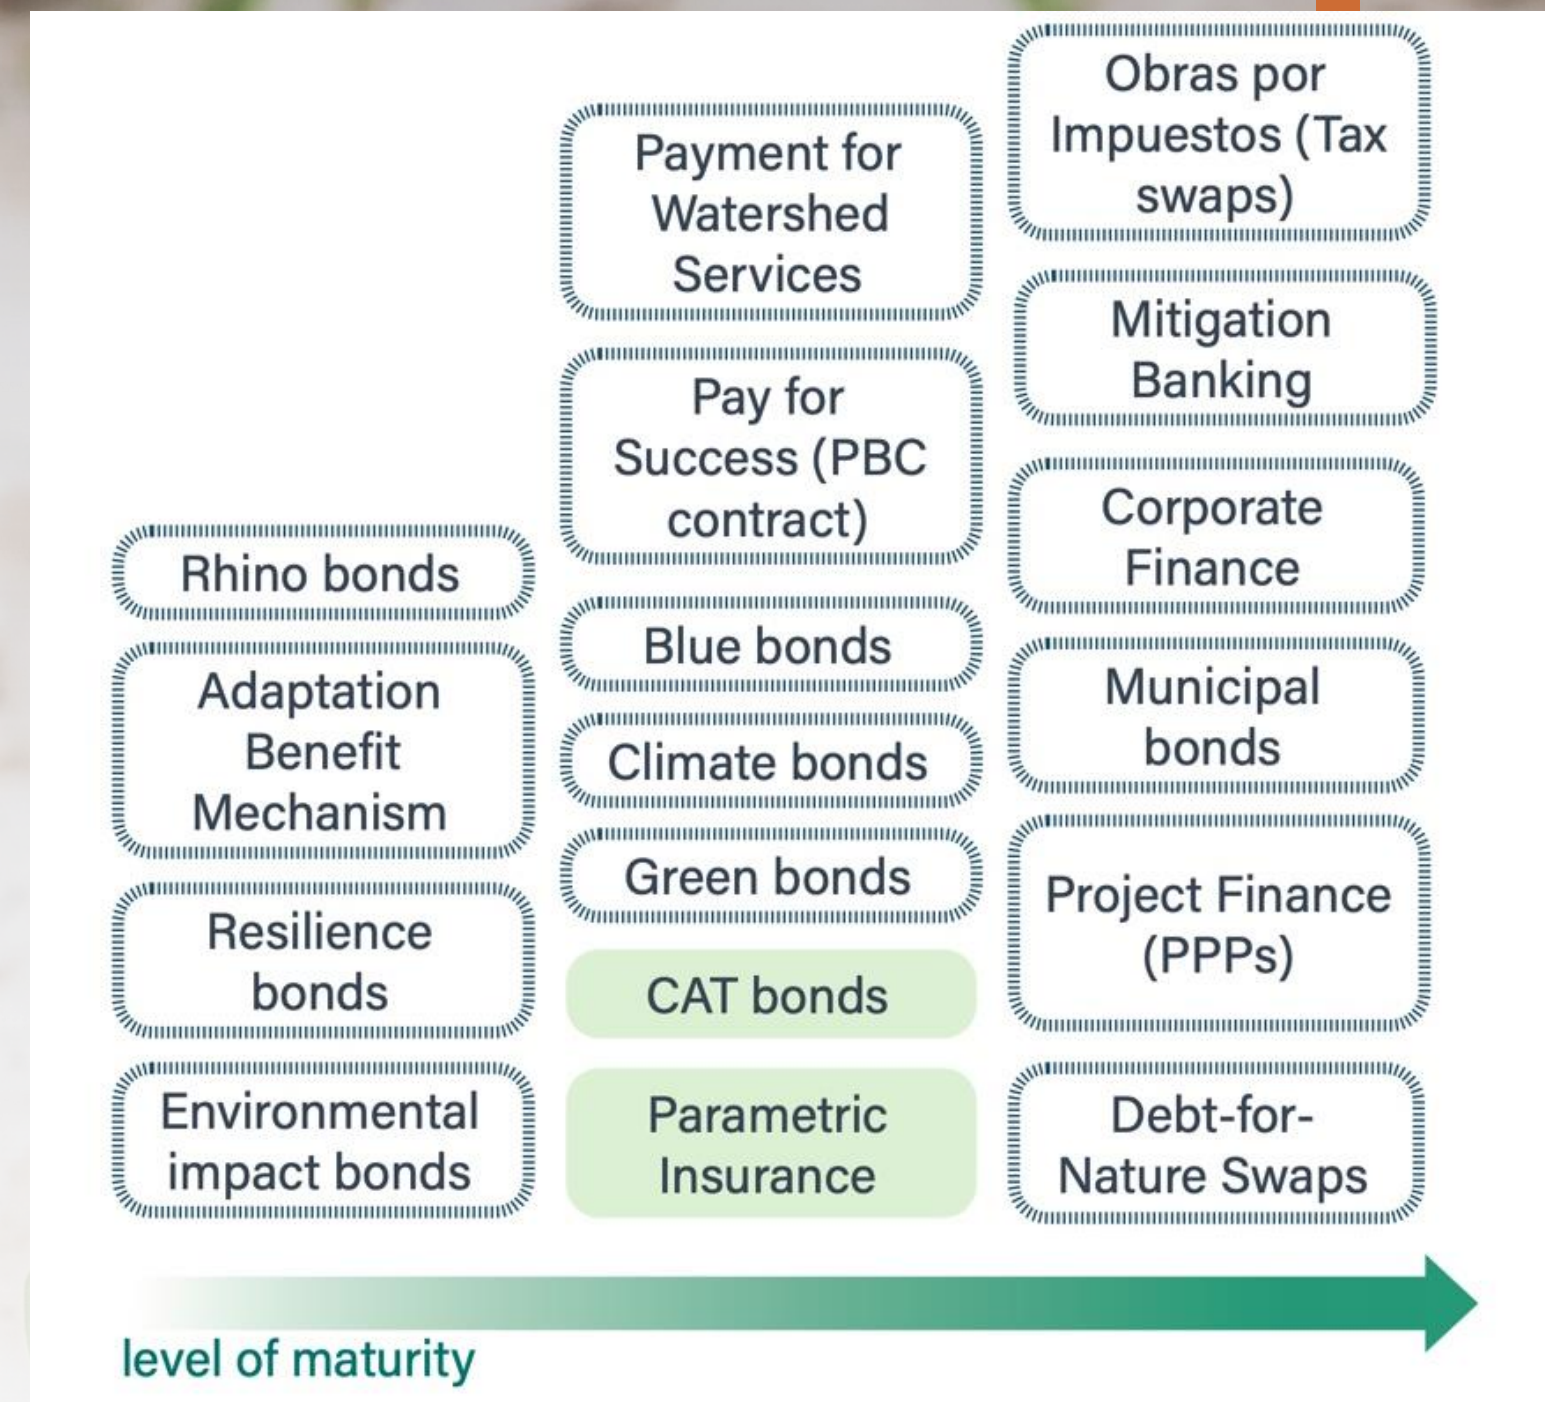 Rhino bonds
Adaptation
Benefit
Mechanism
Resilience
bonds
Environmental
impact bonds
Payment for
Watershed
Services
Pay for
Success (PBC
contract)
Blue bonds
Climate bonds
Green bonds
CAT bonds
Parametric
Insurance
Obras por
Impuestos (Tax
swaps)
Mitigation
Banking
Corporate
Finance
Municipal
bonds
Project Finance
(PPPs)
Debt-for-
Nature Swaps
level of maturity